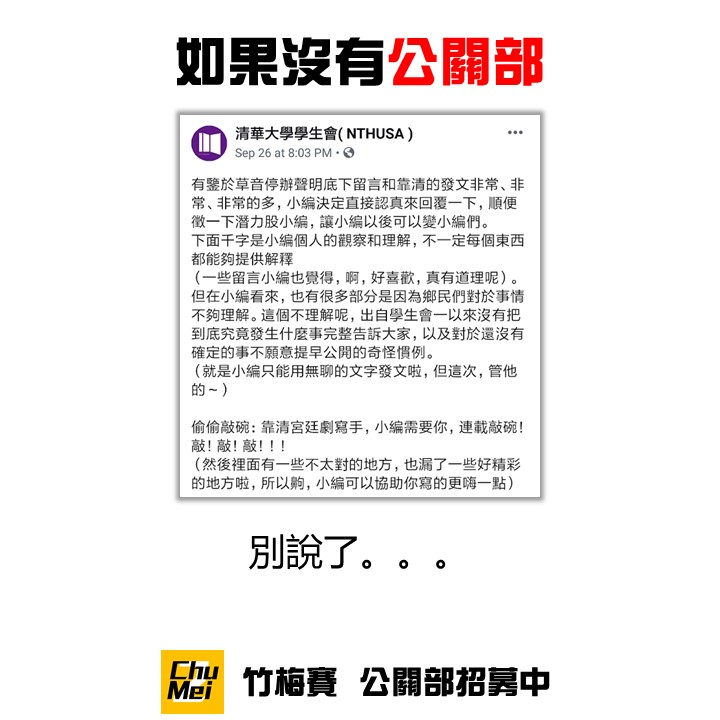 如果沒有公關部
清華大學學生會( NTHUSA )
Sep 26 at 8:03 PM •
有鑒於草音停辦聲明底下留言和靠清的發文非常、非
常、非常的多，小編決定直接認真來回覆一下，順便
徵一下潛力股小編，讓小編以後可以變小編們。
下面千字是小編個人的觀察和理解，不一定每個東西
都能夠提供解釋
（一些留言小編也覺得，啊，好喜歡，真有道理呢）。
但在小編看來，也有很多部分是因為鄉民們對於事情
不夠理解。這個不理解呢，出自學生會一以來沒有把
到底究竟發生什麼事完整告訴大家，以及對於還沒有
確定的事不願意提早公開的奇怪慣例。
（就是小編只能用無聊的文字發文啦，但這次，管他
的～）
偷偷敲碗：靠清宮廷劇寫手，小編需要你，連載敲碗！
敲！敲！敲！！！
（然後裡面有一些不太對的地方，也漏了一些好精彩
的地方啦，所以齁，小編可以協助你寫的更嗨一點）
別說了。。。
Chu
Mei
竹梅賽 公關部招募中